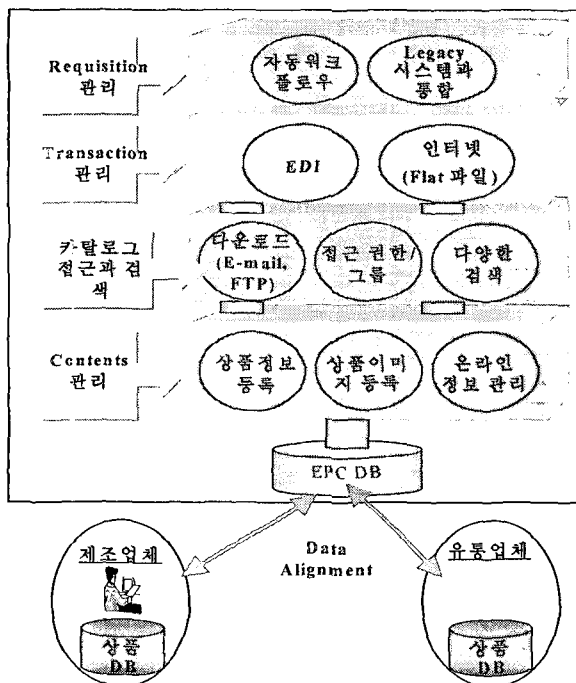 Requisition
관리
자동워크
플로우
Legacy
시스템과
통합
Transaction
관리
EDI
인터넷
(Flat 파일)
카탈로그
접근과 검
색
다운로드
(E-mail,
FTP)
접근 권한/
그룹
다양한
검색
Contents
관리
상품정보
등록
상품이미
지 등록
온라인
정보 관리
EPC DB
제조업체
상품
DB
Data
Alignment
유통업체
상품
DB